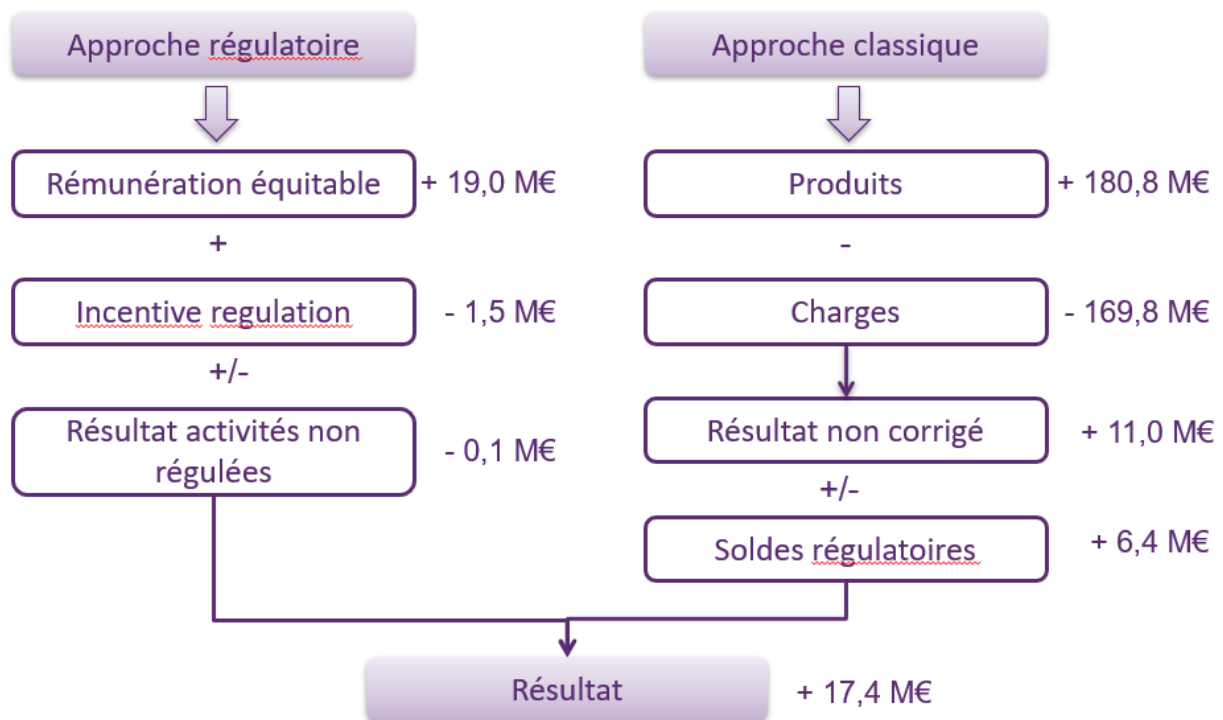 Approche régulatoire
Approche classique
Rémunération équitable
+ 19,0 M€
Produits
+ 180,8 M€
+
-
Incentive regulation
- 1,5 M€
Charges
- 169,8 M€
+/-
Résultat activités non
régulées
- 0,1 M€
Résultat non corrigé
+ 11,0 M€
+/-
Soldes régulatoires
+ 6,4 M€
Résultat
+ 17,4 M€